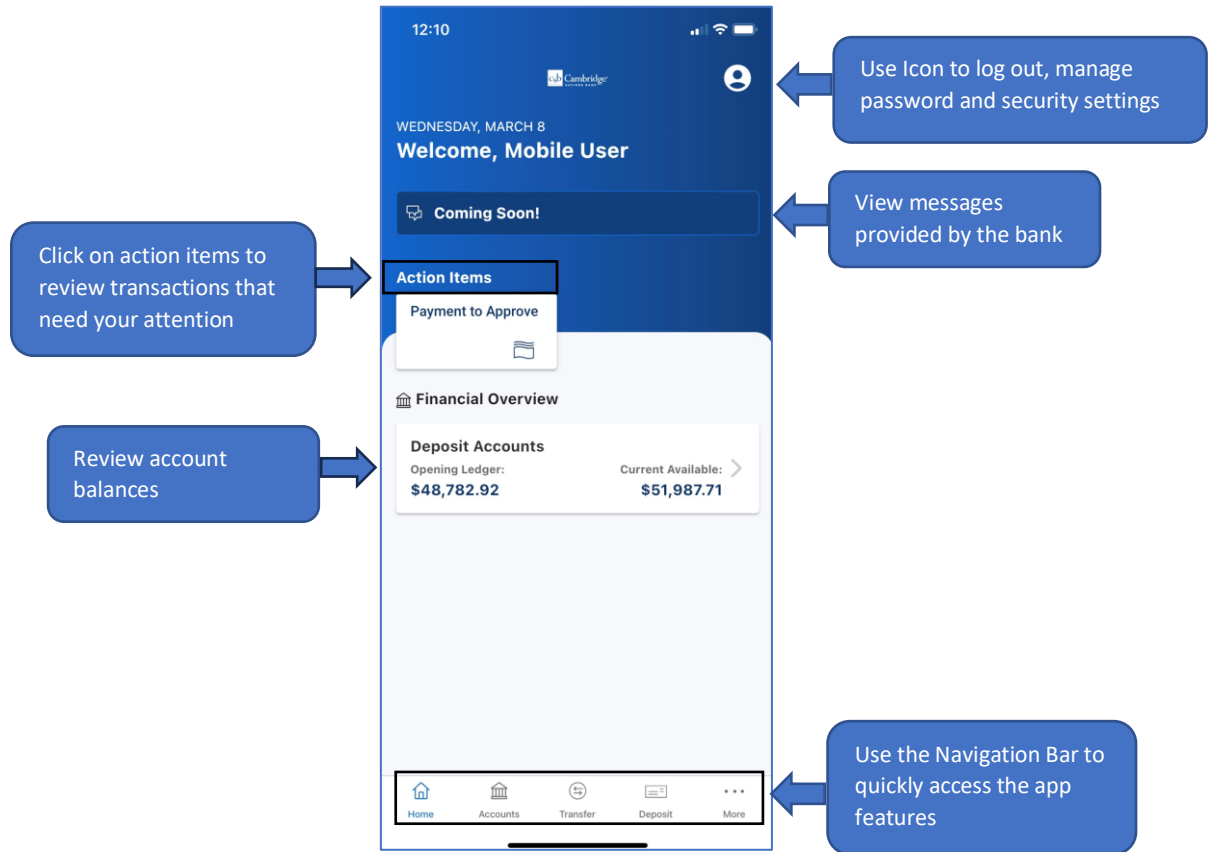 12:10
csb Cambridge
SAVINGS BANK
Use Icon to log out, manage
password and security settings
WEDNESDAY, MARCH 8
Welcome, Mobile User
Coming Soon!
View messages
provided by the bank
Click on action items to
review transactions that
need your attention
Action Items
Payment to Approve
Financial Overview
Review account
balances
Deposit Accounts
Opening Ledger:
Current Available:
$48,782.92
$51,987.71
Use the Navigation Bar to
quickly access the app
features
Home
Accounts
Transfer
Deposit
More